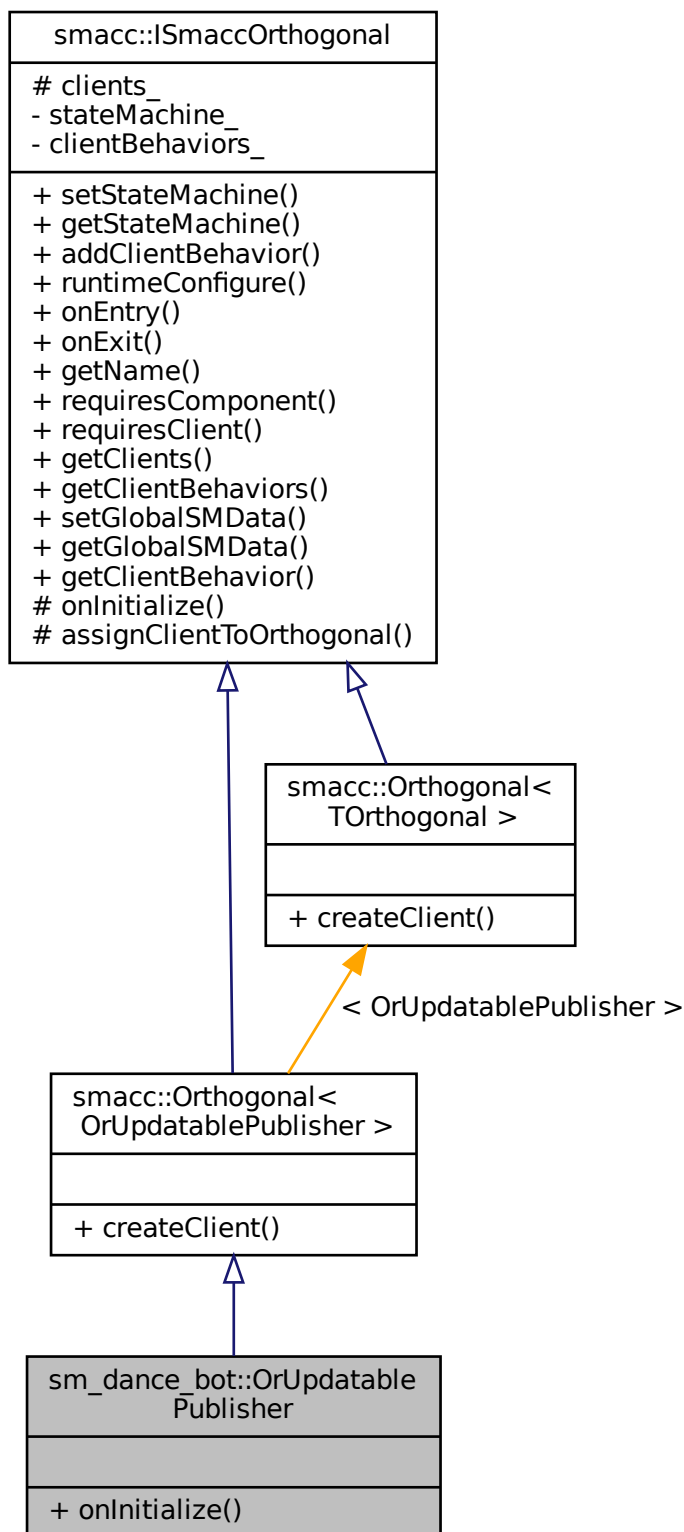 smacc::ISmaccOrthogonal
# clients_
- stateMachine_
- clientBehaviors_
+ setStateMachine()
+ getStateMachine()
+ addClientBehavior()
+ runtimeConfigure()
+ onEntry()
+ onExit()
+ getName()
+ requiresComponent()
+ requiresClient()
+ getClients()
+ getClientBehaviors()
+ setGlobalSMData()
+ getGlobalSMData()
+ getClientBehavior()
# onInitialize()
# assignClientToOrthogonal()
smacc::Orthogonal<
TOrthogonal >
+ createClient()
< OrUpdatablePublisher >
smacc::Orthogonal<
OrUpdatablePublisher >
+ createClient()
sm_dance_bot::OrUpdatable
Publisher
+ onInitialize()